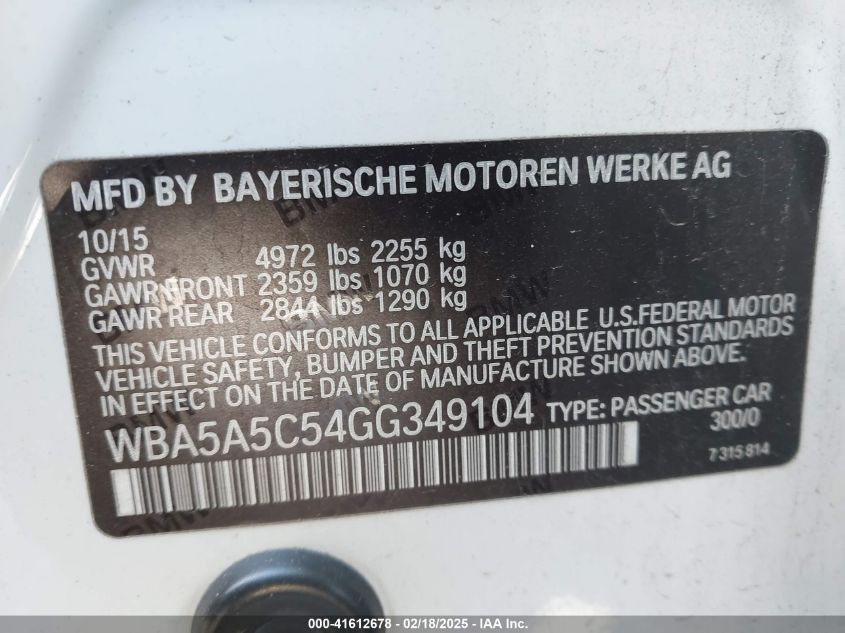 MFD BY BAYERISCHE MOTOREN WERKE AG
10/15
GVWR 4972 lbs 2255 kg
GAWR FRONT 2359 lbs 1070 kg
GAWR REAR 2844 lbs 1290 kg
THIS VEHICLE CONFORMS TO ALL APPLICABLE U.S.FEDERAL MOTOR
VEHICLE SAFETY, BUMPER AND THEFT PREVENTION STANDARDS
IN EFFECT ON THE DATE OF MANUFACTURE SHOWN ABOVE.
WBA5A5C54GG349104 TYPE: PASSENGER CAR
300/0
7 315 814
000-41612678 - 02/18/2025 - IAA Inc.